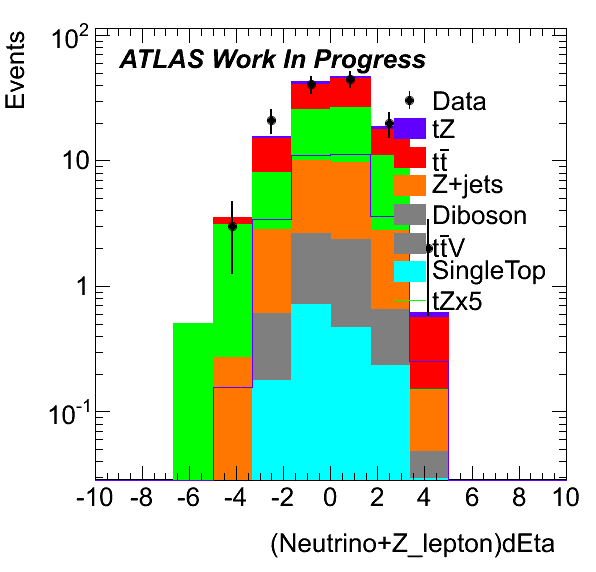 Events
10²
10
1
10⁻¹
ATLAS Work In Progress
Data
tZ
tt̄
Z+jets
Diboson
tt̄V
SingleTop
tZx5
-10 -8 -6 -4 -2 0 2 4 6 8 10
(Neutrino+Z_lepton)dEta